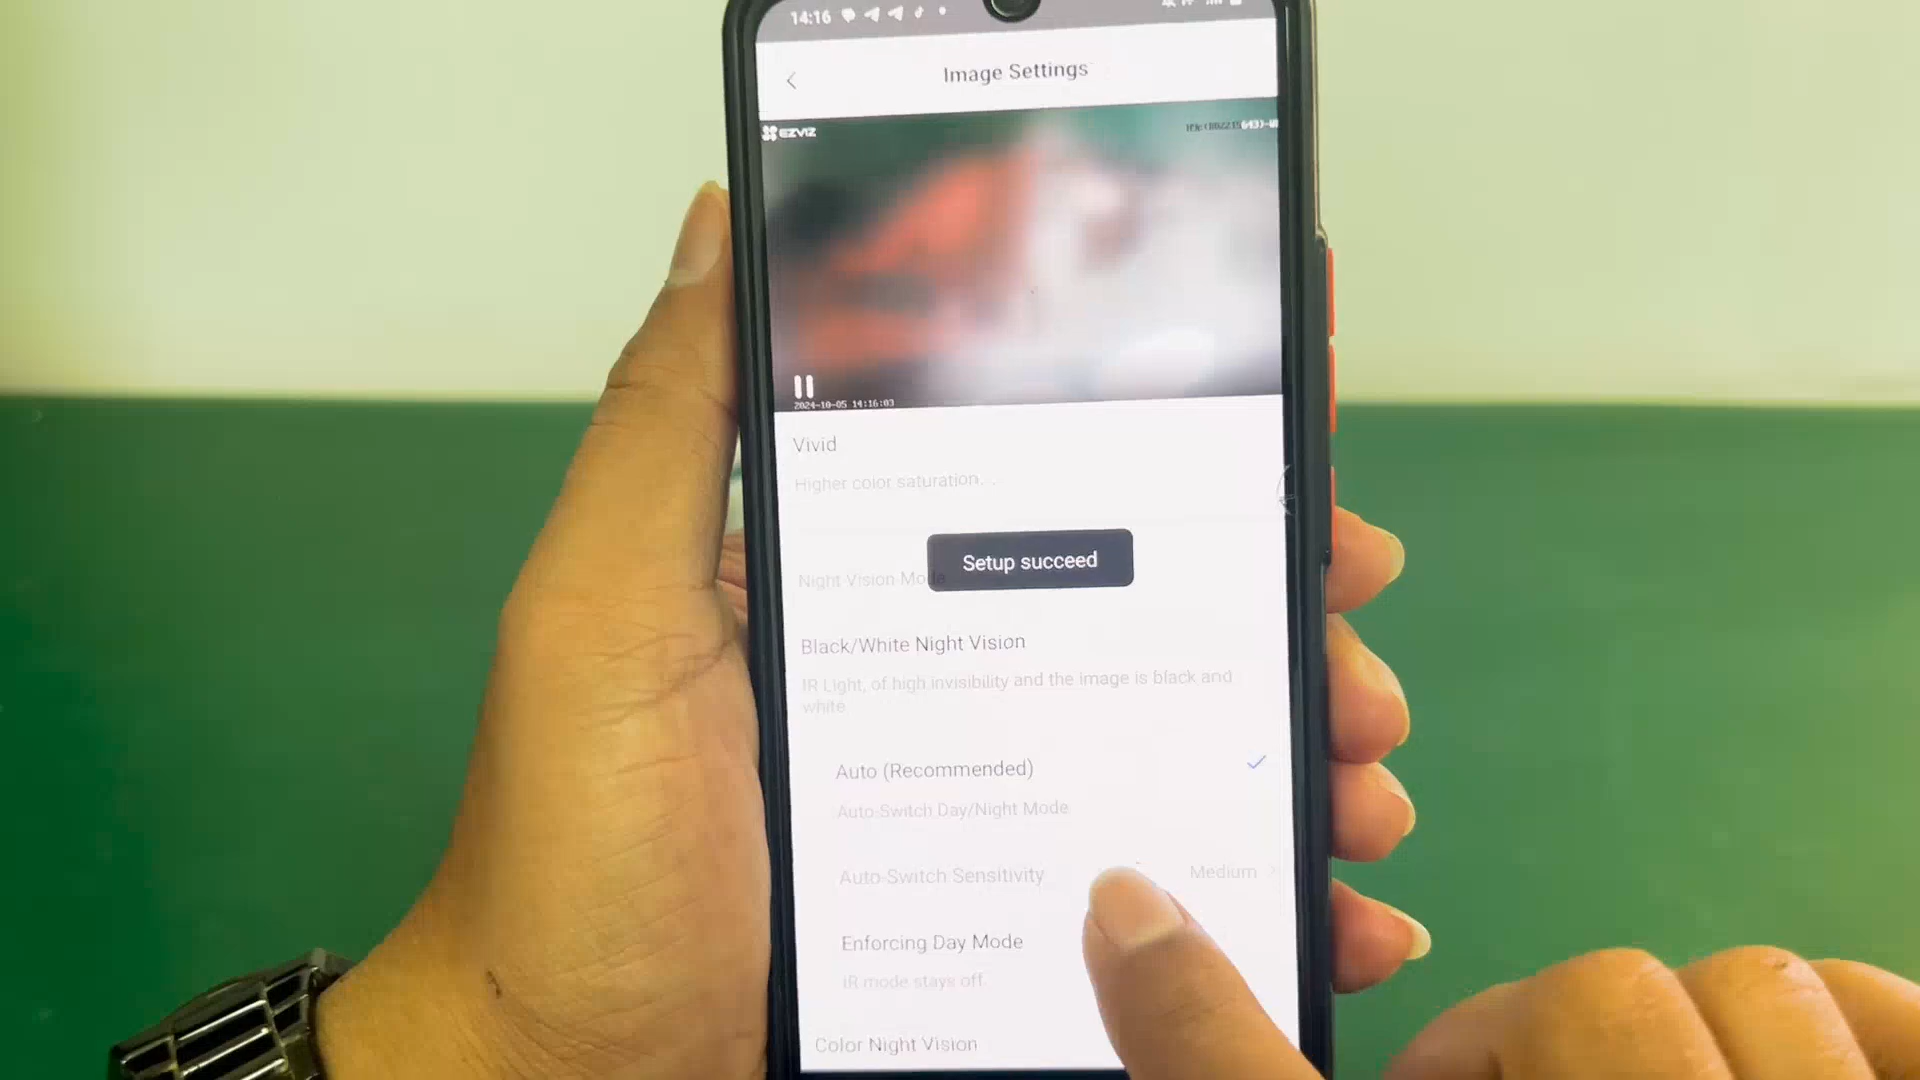 14:16
Image Settings
EZVIZ
2024-10-05 14:16:03
Vivid
Higher color saturation...
Setup succeed
Night Vision Mo
Black/White Night Vision
IR Light, of high invisibility and the image is black and
white
Auto (Recommended)
Auto-Switch Day/Night Mode
Auto-Switch Sensitivity Medium
Enforcing Day Mode
IR mode stays off.
Color Night Vision